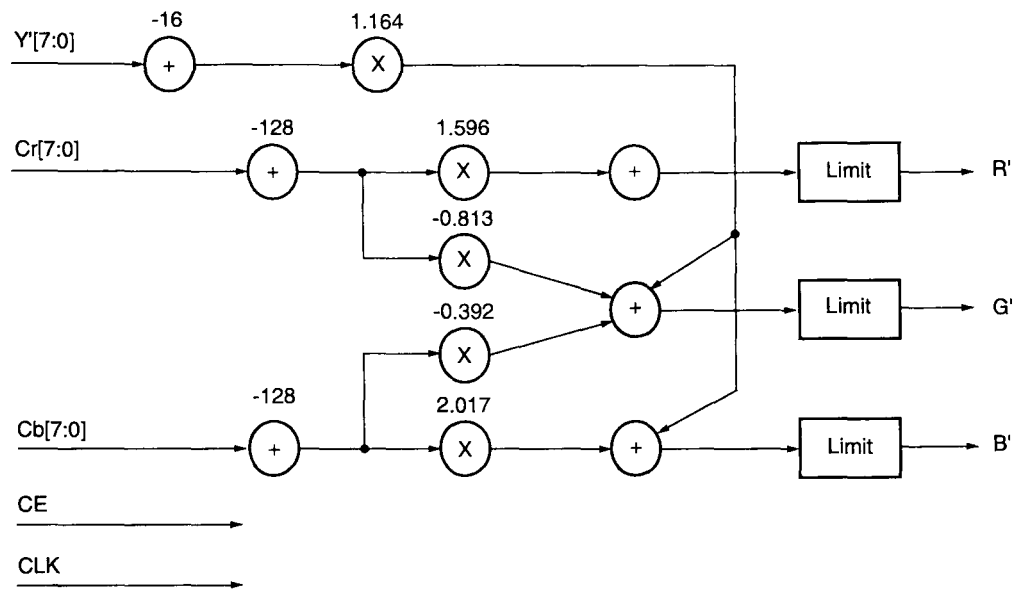 -16
1.164
Y'[7:0]
+
X
-128
1.596
Cr[7:0]
+
X
+
Limit
R'
-0.813
X
-0.392
+
Limit
G'
X
-128
2.017
Cb[7:0]
+
X
+
Limit
B'
CE
CLK